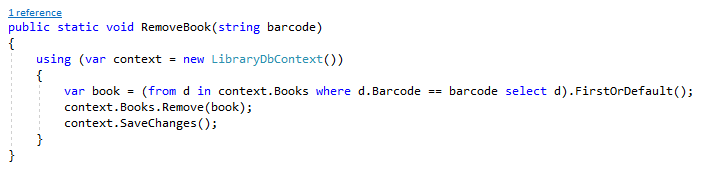 1 reference
public static void RemoveBook(string barcode)
{
    using (var context = new LibraryDbContext())
    {
        var book = (from d in context.Books where d.Barcode == barcode select d).FirstOrDefault();
        context.Books.Remove(book);
        context.SaveChanges();
    }
}